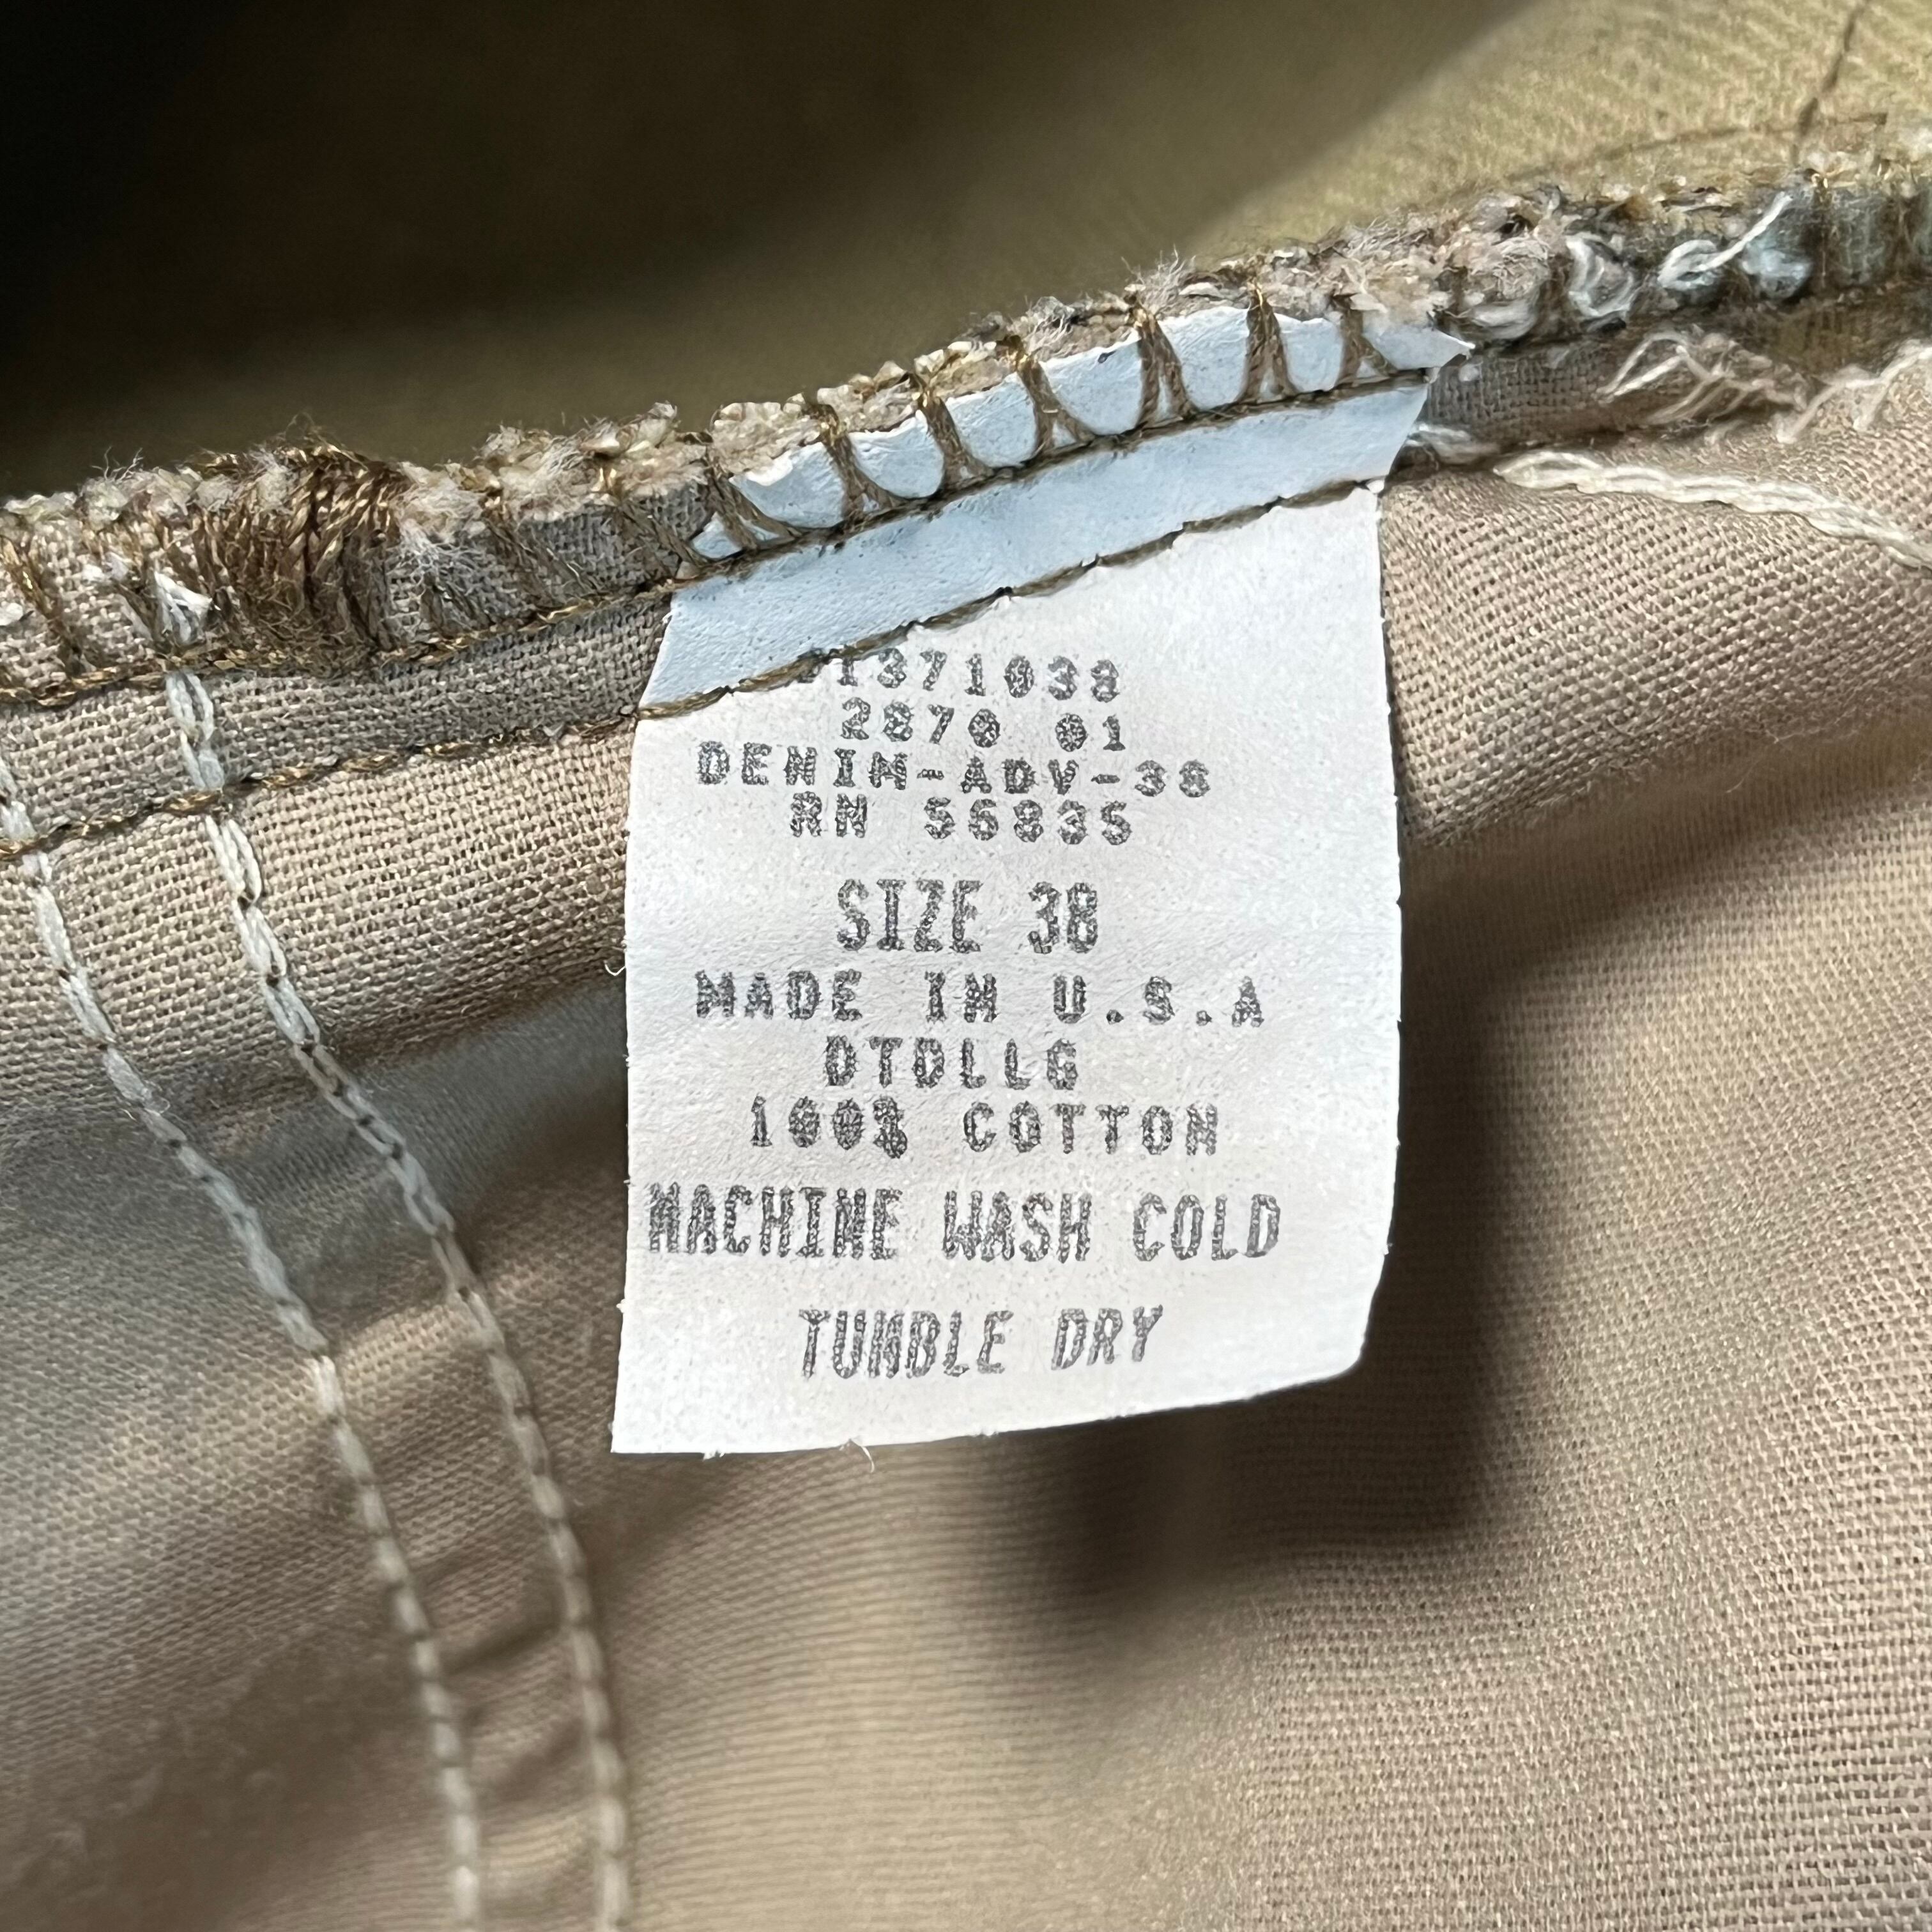 1371038
2870 01
DENIM-ADV-38
RN 56835
SIZE 38
MADE IN U.S.A
DTDLLG
100% COTTON
MACHINE WASH COLD
TUMBLE DRY